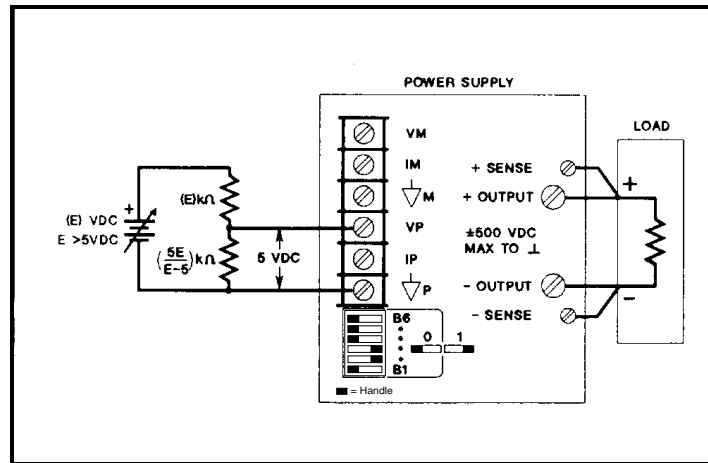 POWER SUPPLY
LOAD
VM
IM
▽M
VP
IP
▽P
+ SENSE
+ OUTPUT
±500 VDC
MAX TO ⊥
- OUTPUT
- SENSE
+
−
+
(E) VDC
E >5VDC
(E)kΩ
(5E/E-5)kΩ
5 VDC
B6
0 1
B1
= Handle